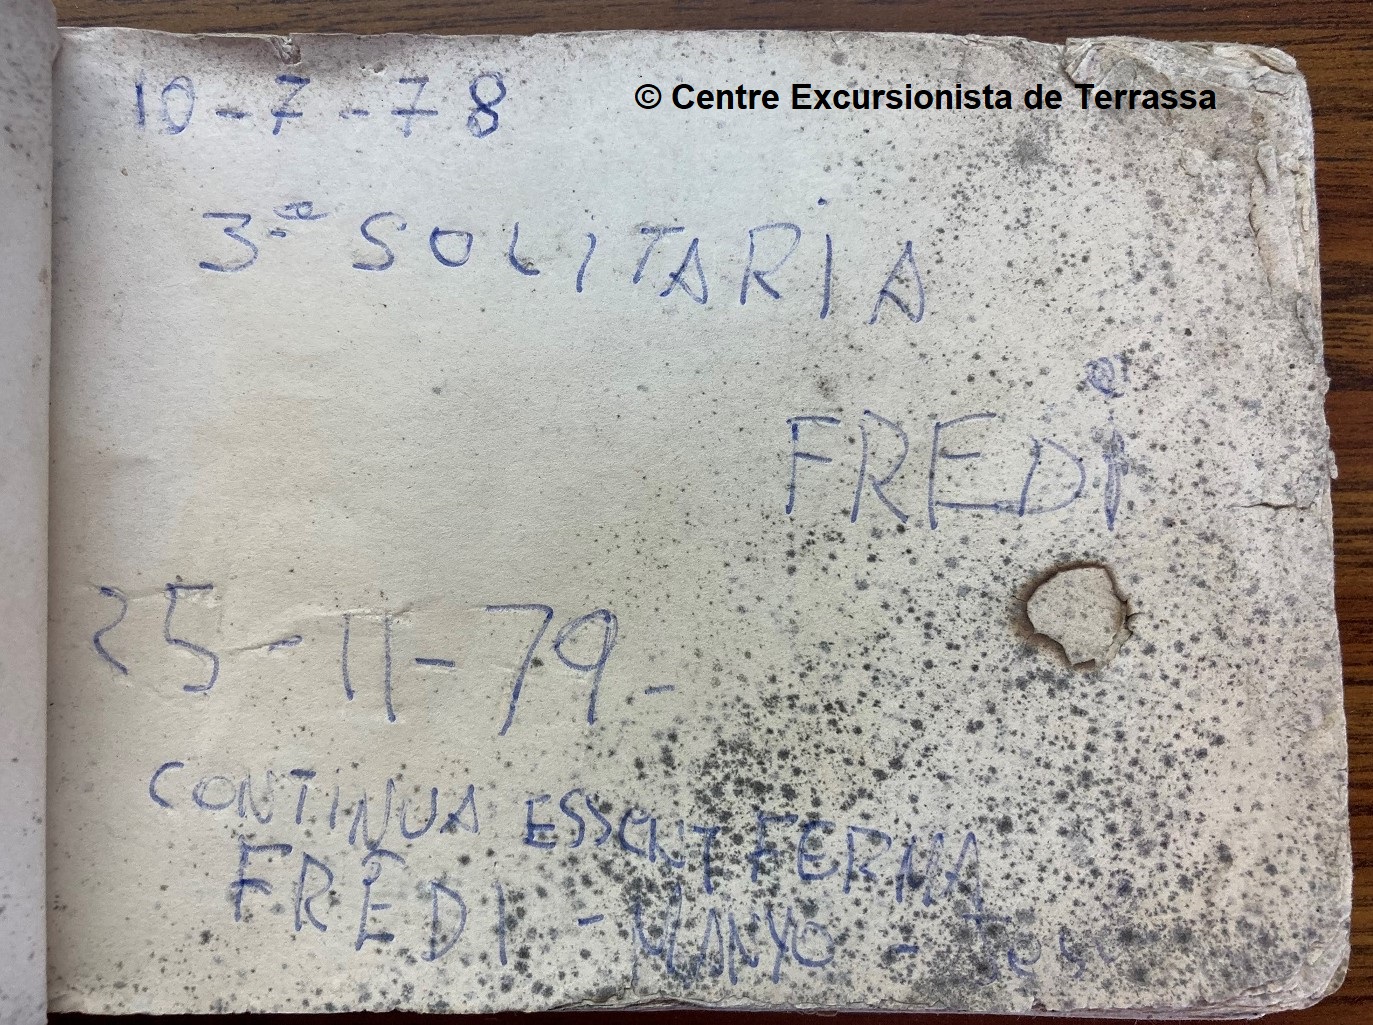 10-7-78
© Centre Excursionista de Terrassa
3ª SOLITARIA
FREDI
25-11-79-
CONTINUA ESSENT FERMA
FREDI - MANYO -